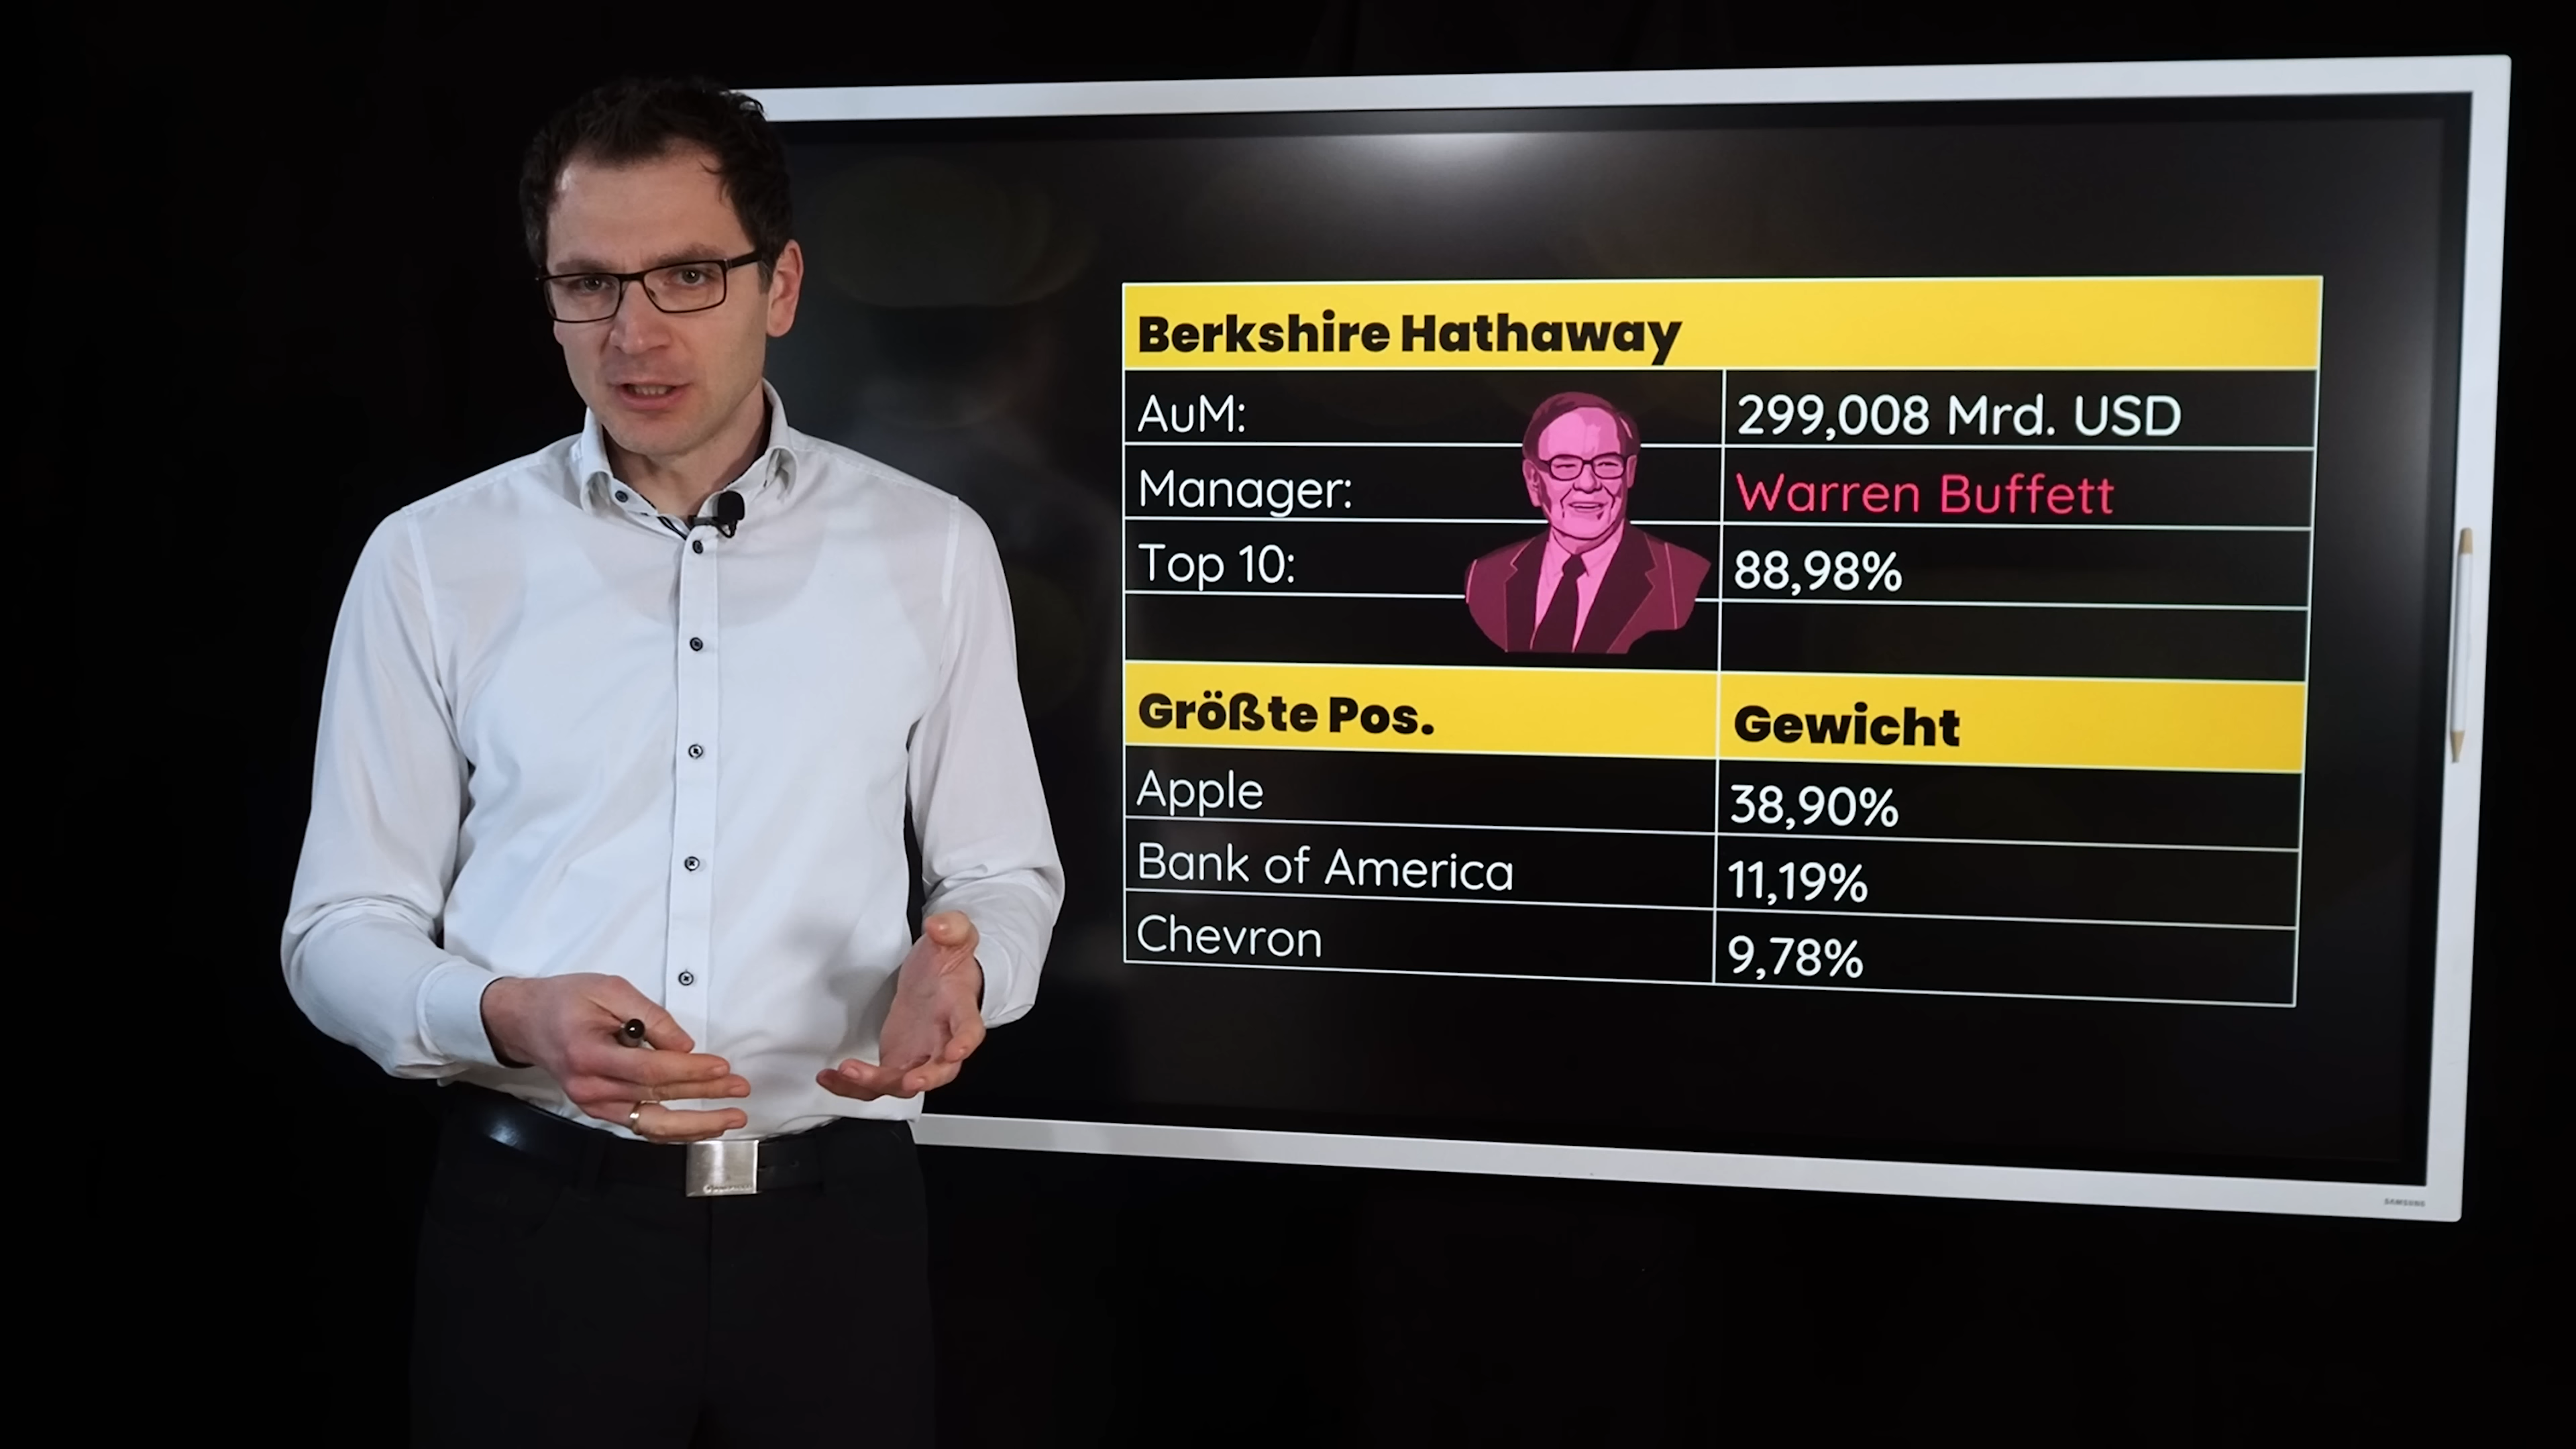 Berkshire Hathaway
AuM: 299,008 Mrd. USD
Manager: Warren Buffett
Top 10: 88,98%
Größte Pos. Gewicht
Apple 38,90%
Bank of America 11,19%
Chevron 9,78%
SAMSUNG